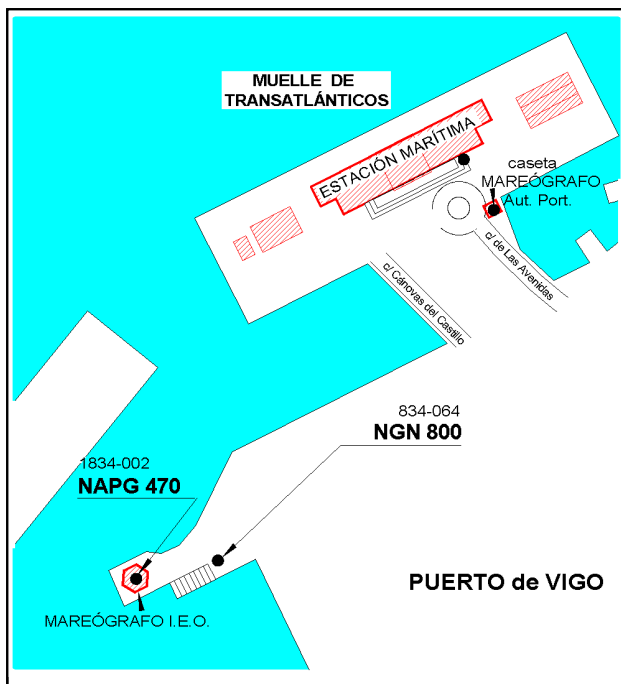 MUELLE DE
TRANSATLÁNTICOS
ESTACIÓN MARÍTIMA
caseta
MAREÓGRAFO
Aut. Port.
c/ de Las Avenidas
c/ Cánovas del Castillo
834-064
NGN 800
1834-002
NAPG 470
PUERTO de VIGO
MAREÓGRAFO I.E.O.